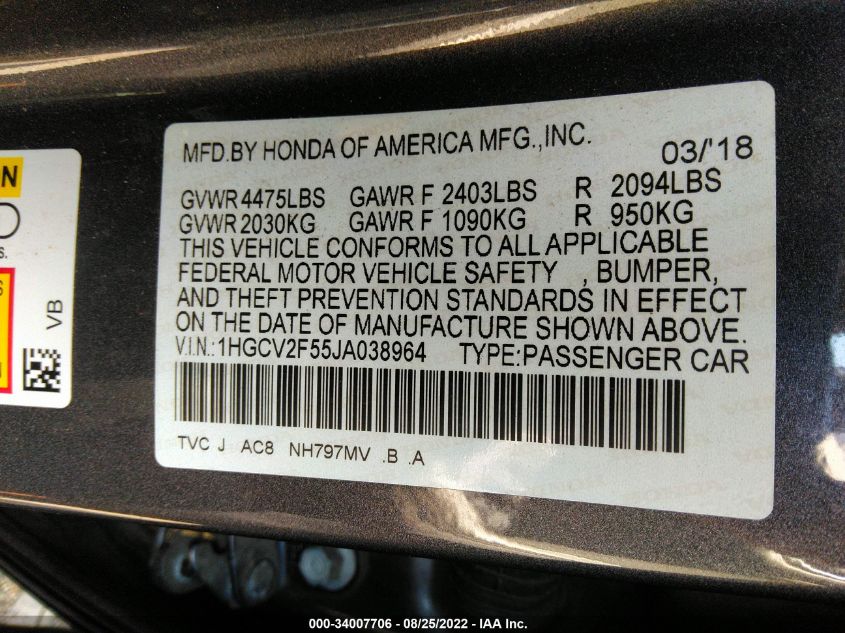 MFD.BY HONDA OF AMERICA MFG.,INC. 03/'18
GVWR 4475LBS GAWR F 2403LBS R 2094LBS
GVWR 2030KG GAWR F 1090KG R 950KG
THIS VEHICLE CONFORMS TO ALL APPLICABLE
FEDERAL MOTOR VEHICLE SAFETY , BUMPER,
AND THEFT PREVENTION STANDARDS IN EFFECT
ON THE DATE OF MANUFACTURE SHOWN ABOVE.
V.I.N.:1HGCV2F55JA038964 TYPE:PASSENGER CAR
TVC J AC8 NH797MV .B .A
VB
000-34007706 - 08/25/2022 - IAA Inc.